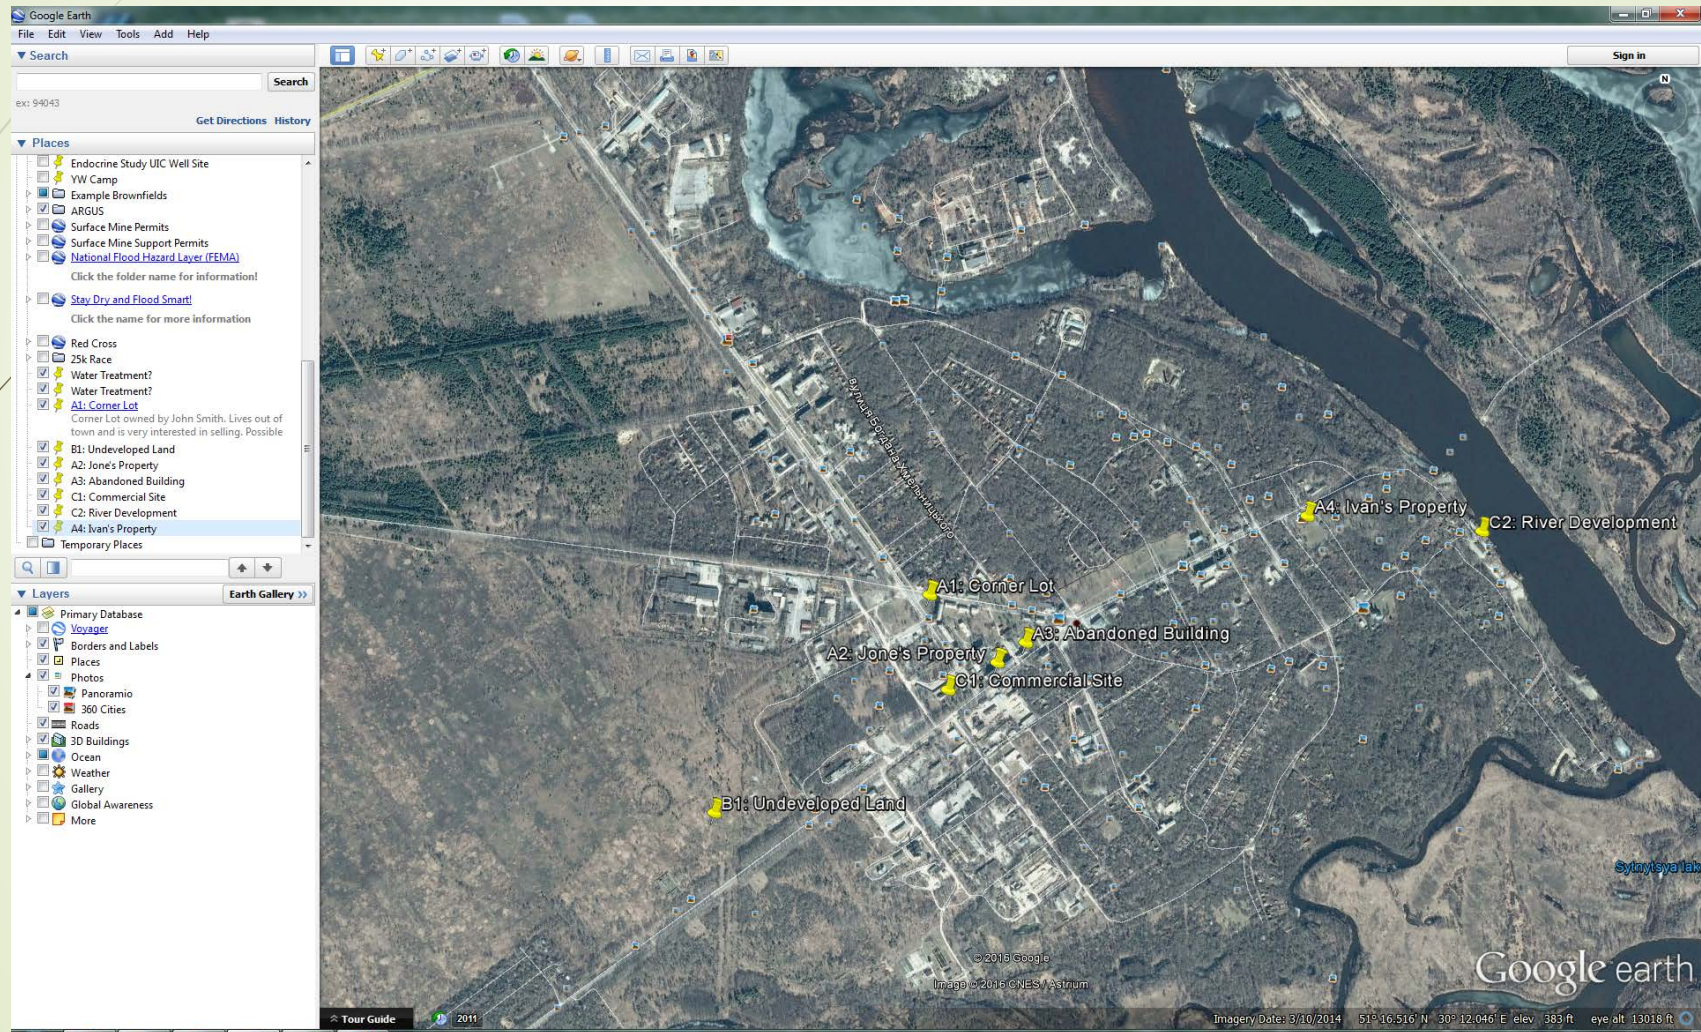 Google Earth
File Edit View Tools Add Help
Search
Sign in
Search
ex: 94043
Get Directions History
Places
Endocrine Study UIC Well Site
YW Camp
Example Brownfields
ARGUS
Surface Mine Permits
Surface Mine Support Permits
National Flood Hazard Layer (FEMA)
Click the folder name for information!
Stay Dry and Flood Smart!
Click the name for more information
Red Cross
25k Race
Water Treatment?
Water Treatment?
A1: Corner Lot
Corner Lot owned by John Smith. Lives out of
town and is very interested in selling. Possible
B1: Undeveloped Land
A2: Jone's Property
A3: Abandoned Building
C1: Commercial Site
C2: River Development
A4: Ivan's Property
Temporary Places
Layers
Earth Gallery >>
Primary Database
Voyager
Borders and Labels
Places
Photos
Panoramio
360 Cities
Roads
3D Buildings
Ocean
Weather
Gallery
Global Awareness
More
N
вулиця Богдана Хмельницького
A4: Ivan's Property
C2: River Development
A1: Corner Lot
A3: Abandoned Building
A2: Jone's Property
C1: Commercial Site
B1: Undeveloped Land
Sytnytsya lak
© 2016 Google
Image © 2016 CNES / Astrium
Google earth
Tour Guide
2011
Imagery Date: 3/10/2014 51° 16.516' N 30° 12.046' E elev 383 ft eye alt 13018 ft